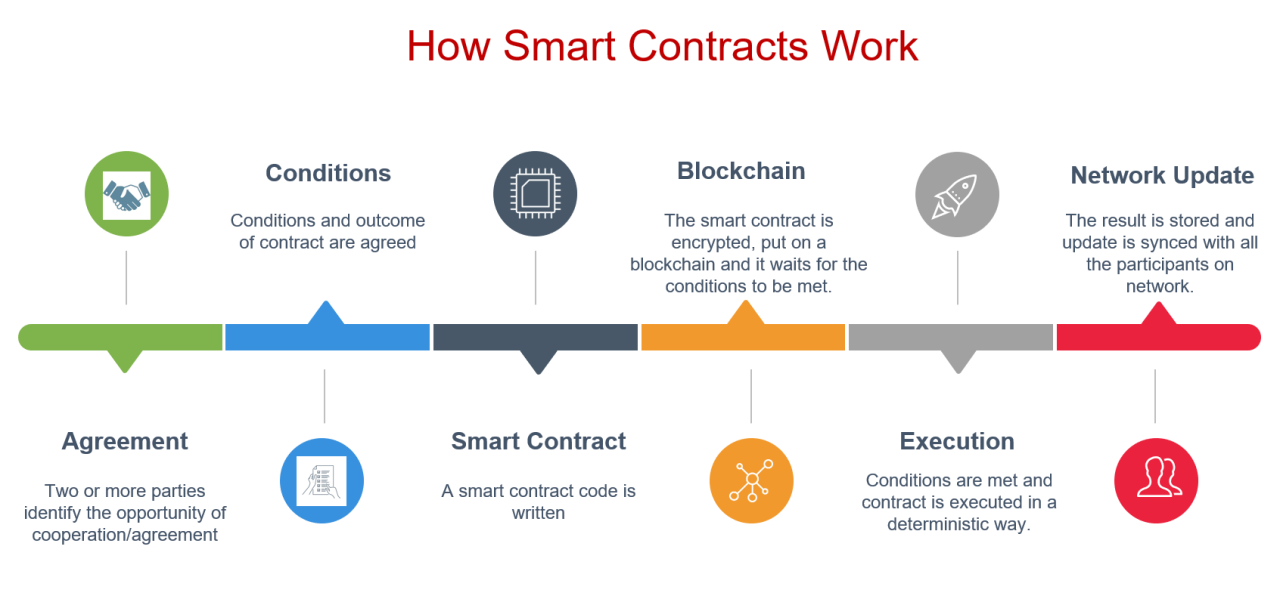 How Smart Contracts Work
Agreement
Two or more parties
identify the opportunity of
cooperation/agreement
Conditions
Conditions and outcome
of contract are agreed
Smart Contract
A smart contract code is
written
Blockchain
The smart contract is
encrypted, put on a
blockchain and it waits for the
conditions to be met.
Execution
Conditions are met and
contract is executed in a
deterministic way.
Network Update
The result is stored and
update is synced with all
the participants on
network.